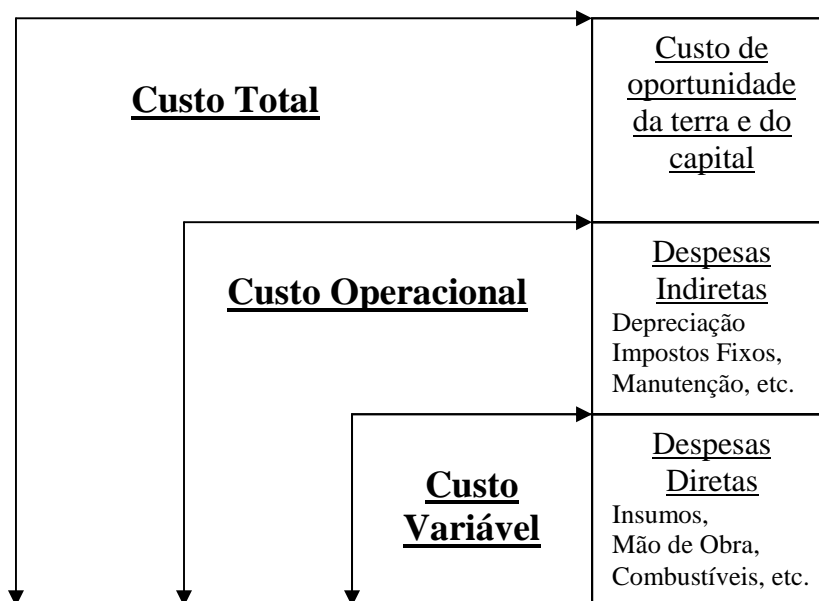 Custo Total
Custo de
oportunidade
da terra e do
capital
Custo Operacional
Despesas
Indiretas
Depreciação
Impostos Fixos,
Manutenção, etc.
Custo
Variável
Despesas
Diretas
Insumos,
Mão de Obra,
Combustíveis, etc.